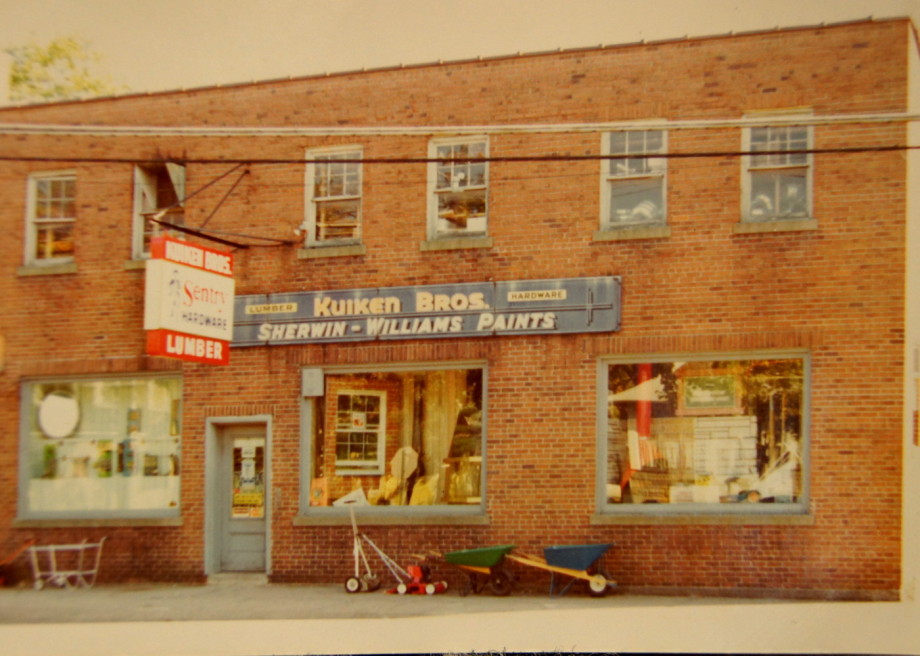 KUIKEN BROS.
Sentry
HARDWARE
LUMBER
LUMBER KUIKEN BROS. HARDWARE
SHERWIN-WILLIAMS PAINTS